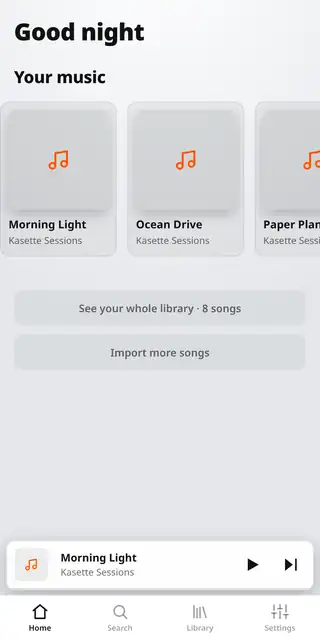 Good night
Your music
Morning Light
Kasette Sessions
Ocean Drive
Kasette Sessions
Paper Plan
Kasette Sessi
See your whole library · 8 songs
Import more songs
Morning Light
Kasette Sessions
Home
Search
Library
Settings